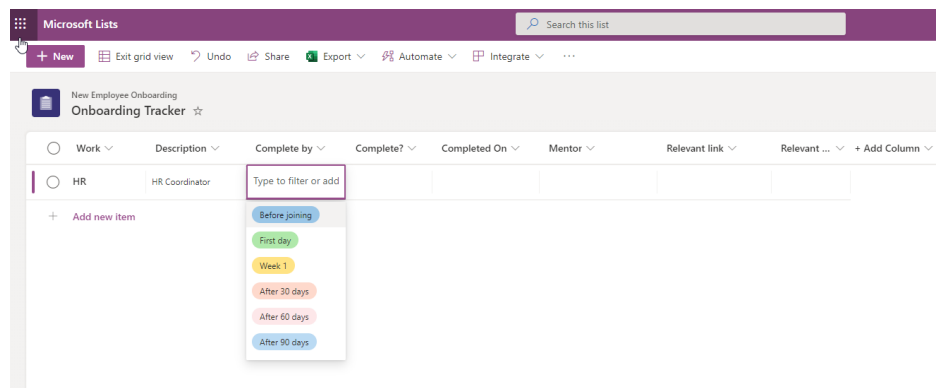 Microsoft Lists
Search this list
+ New Exit grid view Undo Share Export Automate Integrate ...
New Employee Onboarding
Onboarding Tracker
Work Description Complete by Complete? Completed On Mentor Relevant link Relevant ... + Add Column
HR HR Coordinator Type to filter or add
+ Add new item
Before joining
First day
Week 1
After 30 days
After 60 days
After 90 days